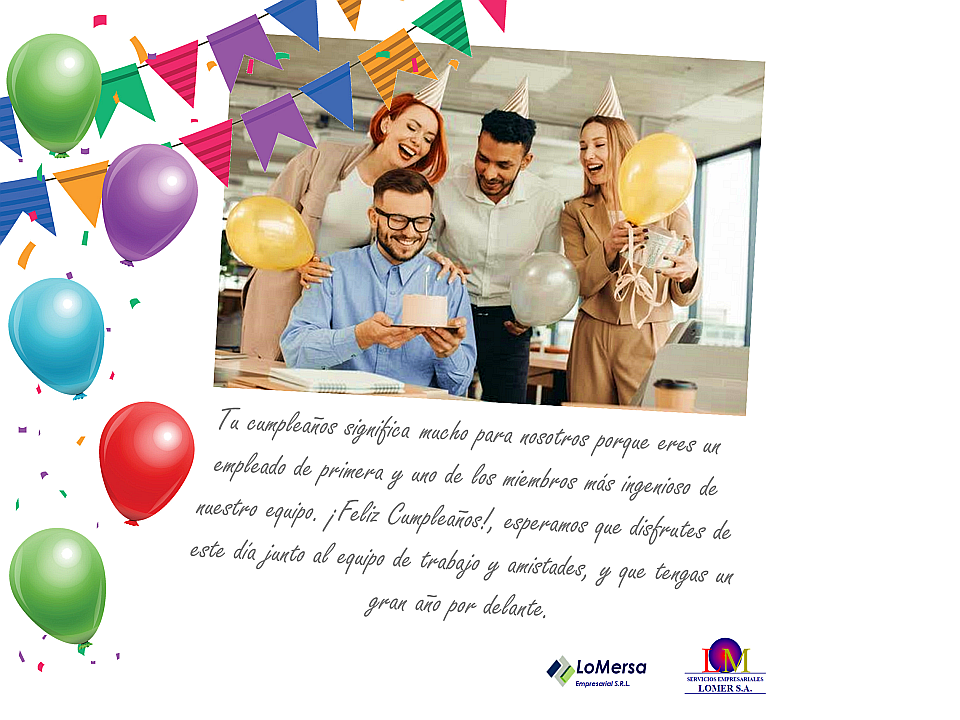 Tu cumpleaños significa mucho para nosotros porque eres un
empleado de primera y uno de los miembros más ingenioso de
nuestro equipo. ¡Feliz Cumpleaños!, esperamos que disfrutes de
este día junto al equipo de trabajo y amistades, y que tengas un
gran año por delante.
LoMersa
Empresarial S.R.L.
LM
SERVICIOS EMPRESARIALES
LOMER S.A.